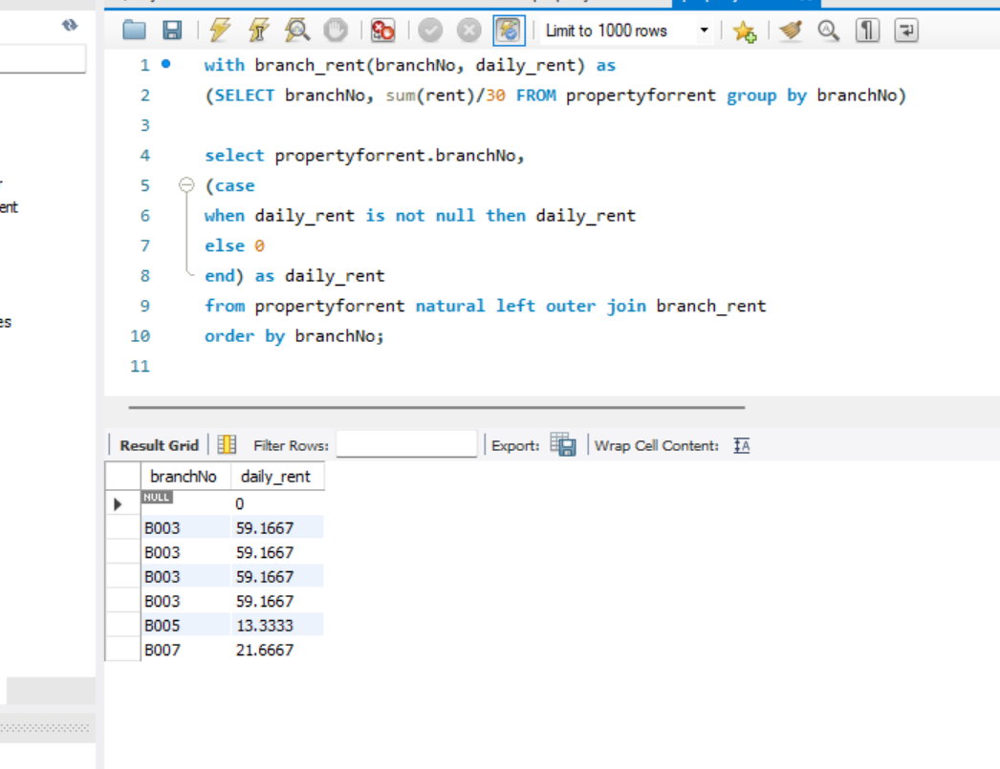 Limit to 1000 rows
1 with branch_rent(branchNo, daily_rent) as
2 (SELECT branchNo, sum(rent)/30 FROM propertyforrent group by branchNo)
3
4 select propertyforrent.branchNo,
5 (case
6 when daily_rent is not null then daily_rent
7 else 0
8 end) as daily_rent
9 from propertyforrent natural left outer join branch_rent
10 order by branchNo;
11
ent
es
Result Grid Filter Rows: Export: Wrap Cell Content: IA
branchNo daily_rent
NULL 0
B003 59.1667
B003 59.1667
B003 59.1667
B003 59.1667
B005 13.3333
B007 21.6667